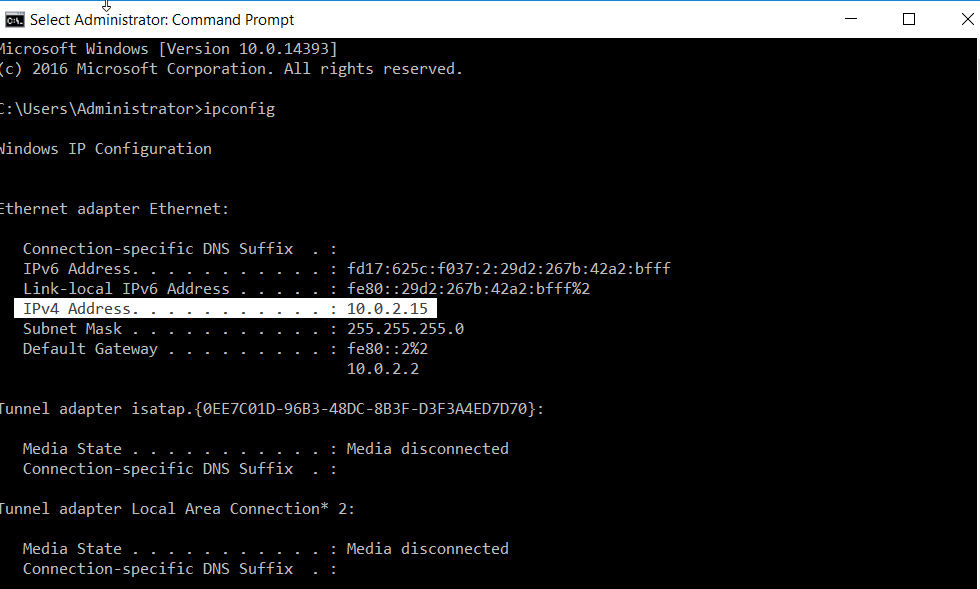 Select Administrator: Command Prompt
Microsoft Windows [Version 10.0.14393]
(c) 2016 Microsoft Corporation. All rights reserved.
C:\Users\Administrator>ipconfig
Windows IP Configuration
Ethernet adapter Ethernet:
Connection-specific DNS Suffix  . :
IPv6 Address. . . . . . . . . . . : fd17:625c:f037:2:29d2:267b:42a2:bfff
Link-local IPv6 Address . . . . . : fe80::29d2:267b:42a2:bfff%2
IPv4 Address. . . . . . . . . . . : 10.0.2.15
Subnet Mask . . . . . . . . . . . : 255.255.255.0
Default Gateway . . . . . . . . . : fe80::2%2
10.0.2.2
Tunnel adapter isatap.{0EE7C01D-96B3-48DC-8B3F-D3F3A4ED7D70}:
Media State . . . . . . . . . . . : Media disconnected
Connection-specific DNS Suffix  . :
Tunnel adapter Local Area Connection* 2:
Media State . . . . . . . . . . . : Media disconnected
Connection-specific DNS Suffix  . :